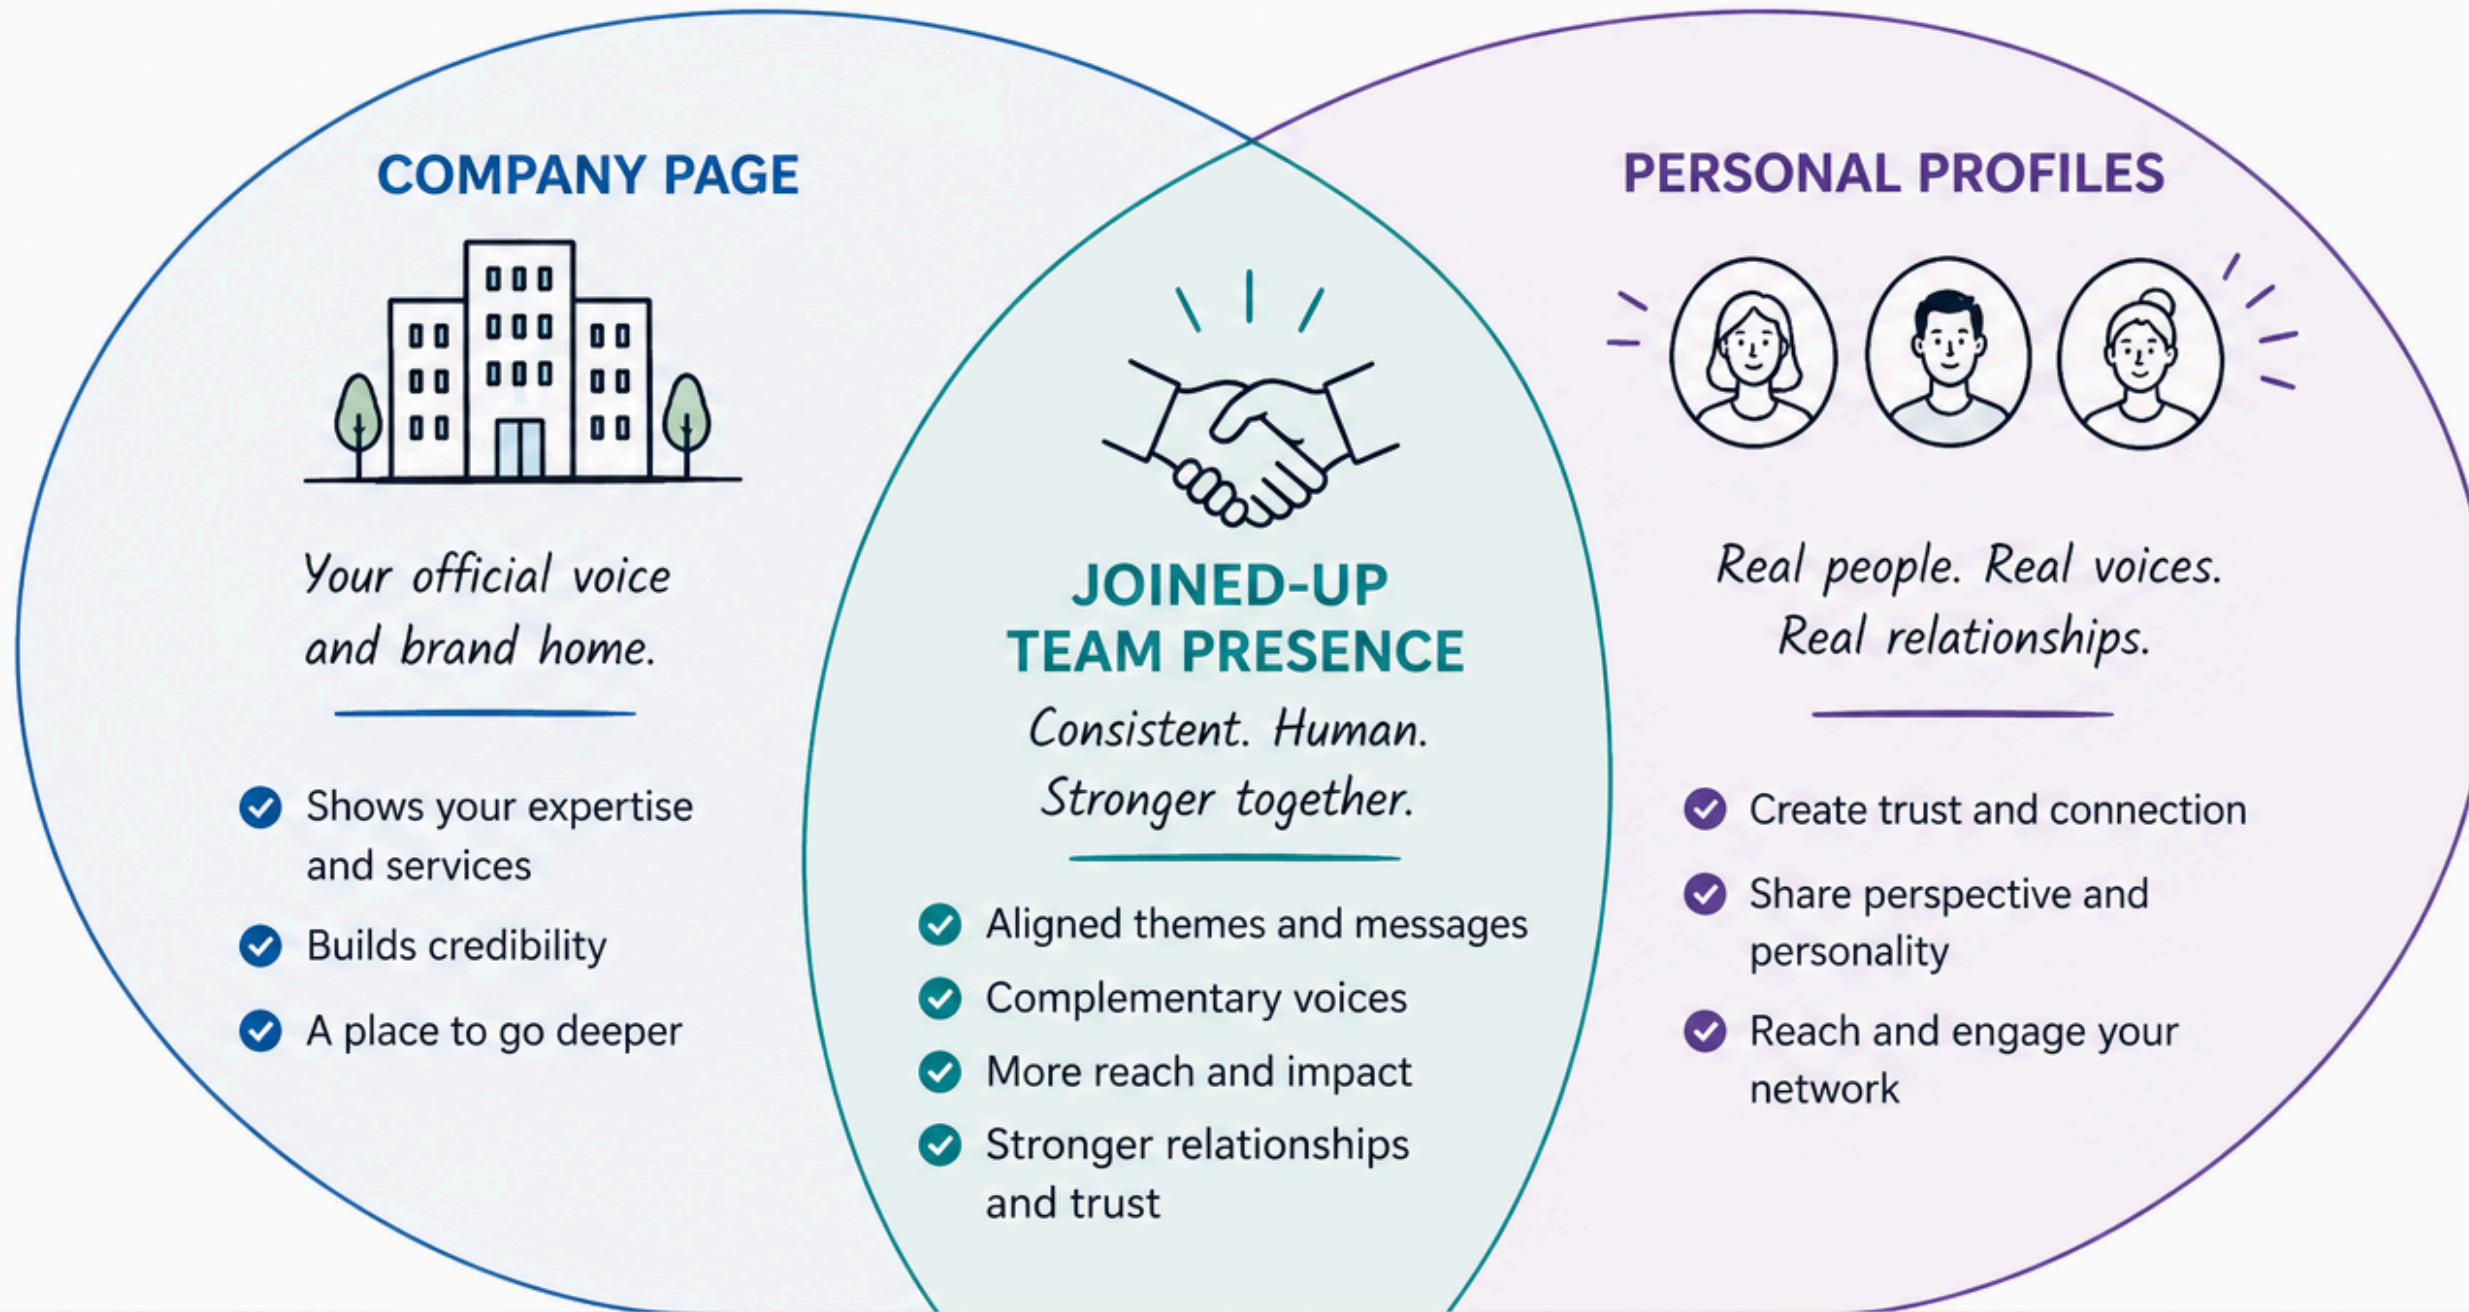 COMPANY PAGE
Your official voice
and brand home.
Shows your expertise
and services
Builds credibility
A place to go deeper
JOINED-UP
TEAM PRESENCE
Consistent. Human.
Stronger together.
Aligned themes and messages
Complementary voices
More reach and impact
Stronger relationships
and trust
PERSONAL PROFILES
Real people. Real voices.
Real relationships.
Create trust and connection
Share perspective and
personality
Reach and engage your
network